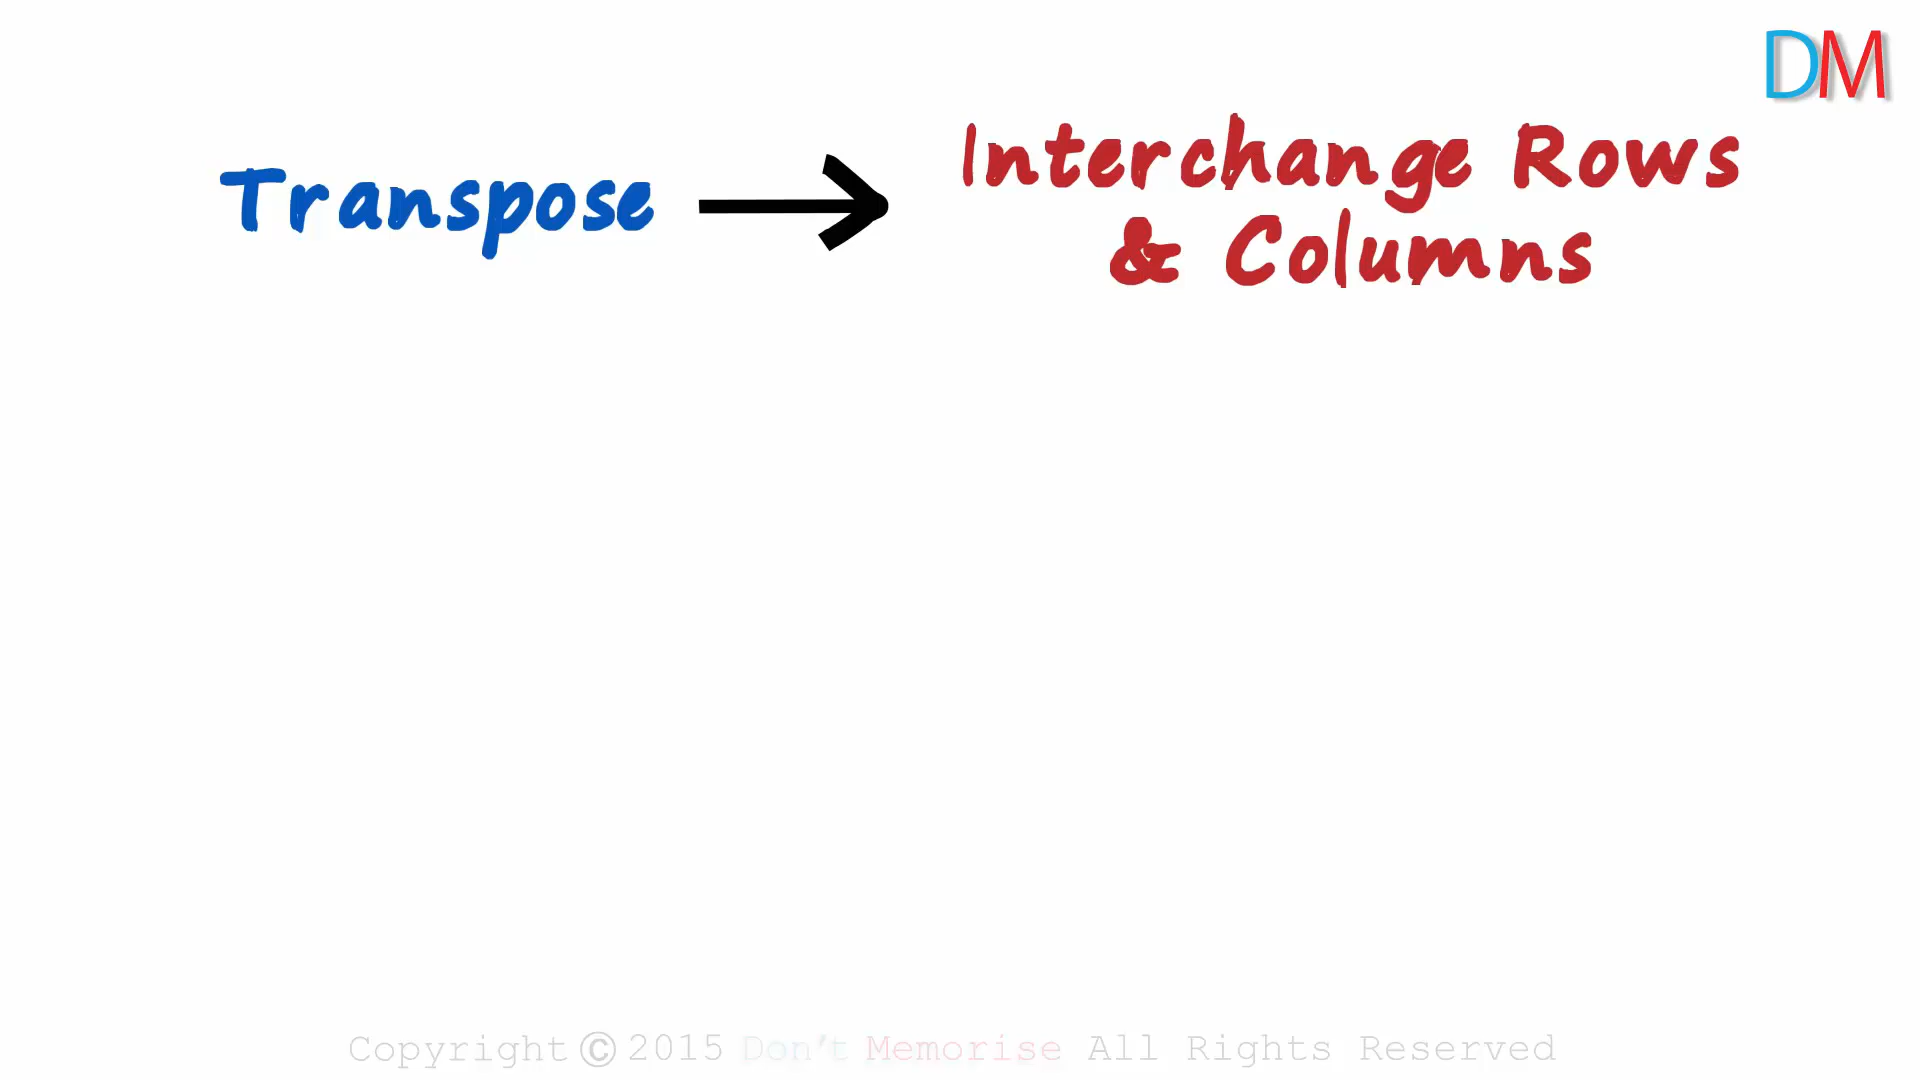 DM
Transpose → Interchange Rows
& Columns
Copyright © 2015 Don't Memorise All Rights Reserved